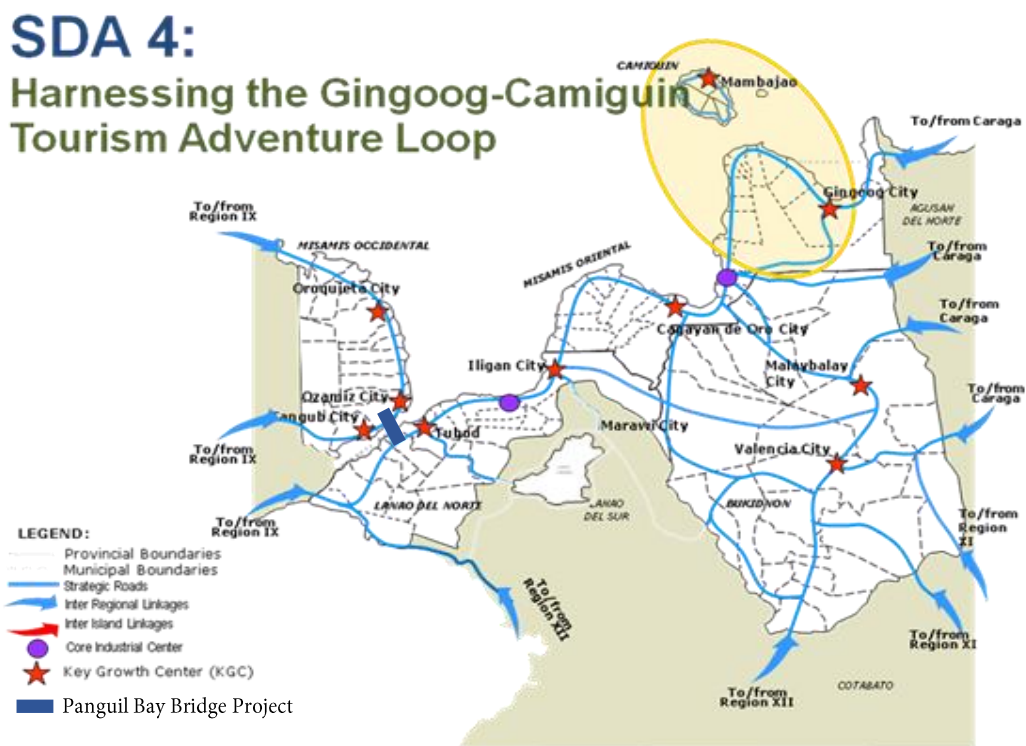 SDA 4:
Harnessing the Gingoog-Camiguin
Tourism Adventure Loop
CAMIGUIN
Mambajao
To/from Caraga
Gingoog City
AGUSAN
DEL NORTE
To/from
Region IX
MISAMIS OCCIDENTAL
MISAMIS ORIENTAL
To/from
Caraga
Oroquieta City
To/from
Caraga
Cagayan de Oro City
Iligan City
Malaybalay
City
To/from
Caraga
Ozamiz City
Tangub City
Tubod
Marawi City
Valencia City
To/from
Region IX
LANAO DEL NORTE
LANAO
DEL SUR
BUKIDNON
To/from
Region IX
To/from
Region
XI
To/from
Region XII
To/from
Region XI
To/from
Region XII
COTABATO
LEGEND:
Provincial Boundaries
Municipal Boundaries
Strategic Roads
Inter Regional Linkages
Inter Island Linkages
Core Industrial Center
Key Growth Center (KGC)
Panguil Bay Bridge Project